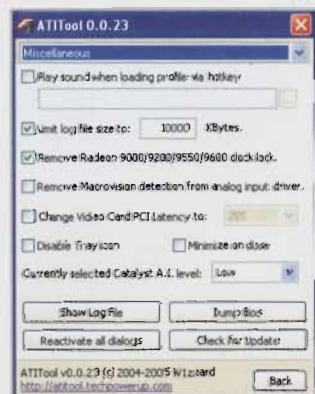 ATITool 0.0.23
Miscellaneous
Play sound when loading profile via hotkey
Limit log file size to: 10000 KBytes.
Remove Radeon 9000/9200/9550/9600 clock lock.
Remove Macrovision detection from analog input driver.
Change Video Card PCI Latency to: 255
Disable Tray icon Minimize on close
Currently selected Catalyst A.I. level: Low
Show Log File Dump Bios
Reactivate all dialogs Check for Updates
ATITool v0.0.23 (c) 2004-2005 W1zzard
http://atitool.techpowerup.com Back